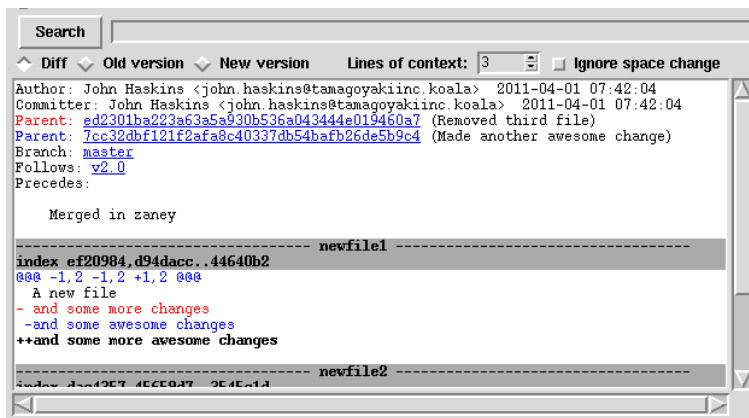 Search
Diff Old version New version Lines of context: 3 Ignore space change
Author: John Haskins <john.haskins@tamagoyakiinc.koala> 2011-04-01 07:42:04
Committer: John Haskins <john.haskins@tamagoyakiinc.koala> 2011-04-01 07:42:04
Parent: ed2301ba223a63a5a930b536a043444e019460a7 (Removed third file)
Parent: 7cc32dbf121f2afa8c40337db54bafb26de5b9c4 (Made another awesome change)
Branch: master
Follows: v2.0
Precedes:
Merged in zaney
---------------------------------- newfile1 ----------------------------------
index ef20984,d94dacc..44640b2
@@@ -1,2 -1,2 +1,2 @@@
A new file
- and some more changes
-and some awesome changes
++and some more awesome changes
---------------------------------- newfile2 ----------------------------------
index